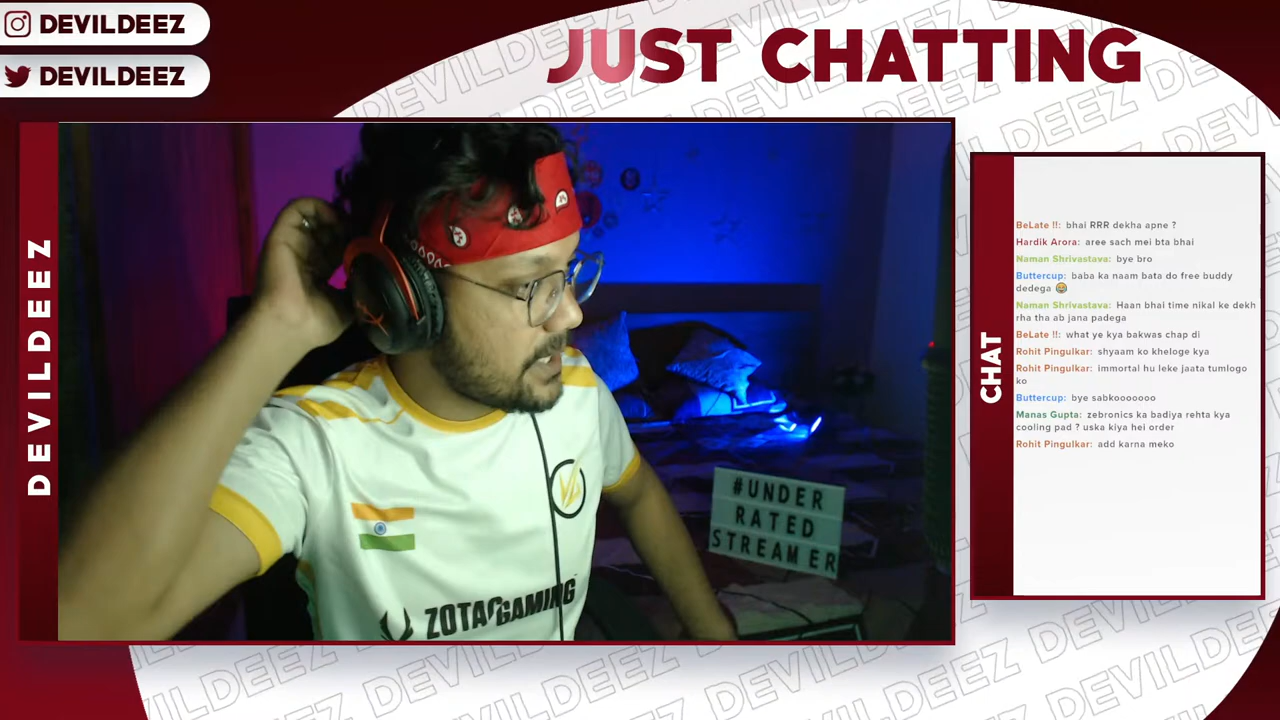 DEVILDEEZ
DEVILDEEZ
JUST CHATTING
DEVILDEEZ
#UNDER
RATED
STREAMER
ZOTAC GAMING
CHAT
BeLate !!: bhai RRR dekha apne ?
Hardik Arora: aree sach mei bta bhai
Naman Shrivastava: bye bro
Buttercup: baba ka naam bata do free buddy
dedega 😂
Naman Shrivastava: Haan bhai time nikal ke dekh
rha tha ab jana padega
BeLate !!: what ye kya bakwas chap di
Rohit Pingulkar: shyaam ko kheloge kya
Rohit Pingulkar: immortal hu leke jaata tumlogo
ko
Buttercup: bye sabkooooooo
Manas Gupta: zebronics ka badiya rehta kya
cooling pad ? uska kiya hei order
Rohit Pingulkar: add karna meko